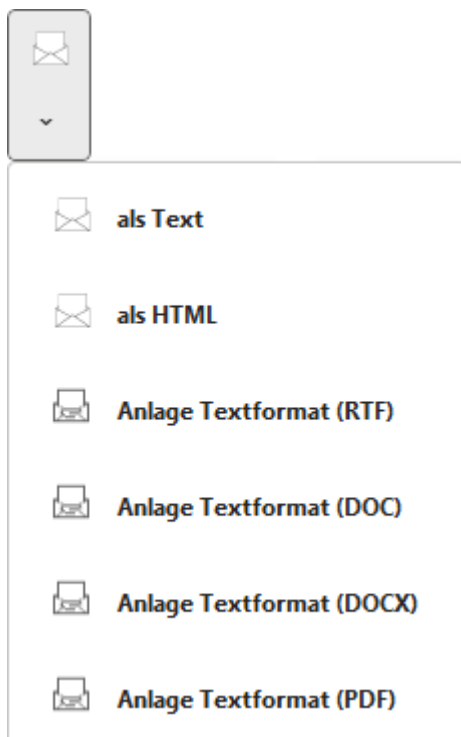 als Text
als HTML
Anlage Textformat (RTF)
Anlage Textformat (DOC)
Anlage Textformat (DOCX)
Anlage Textformat (PDF)